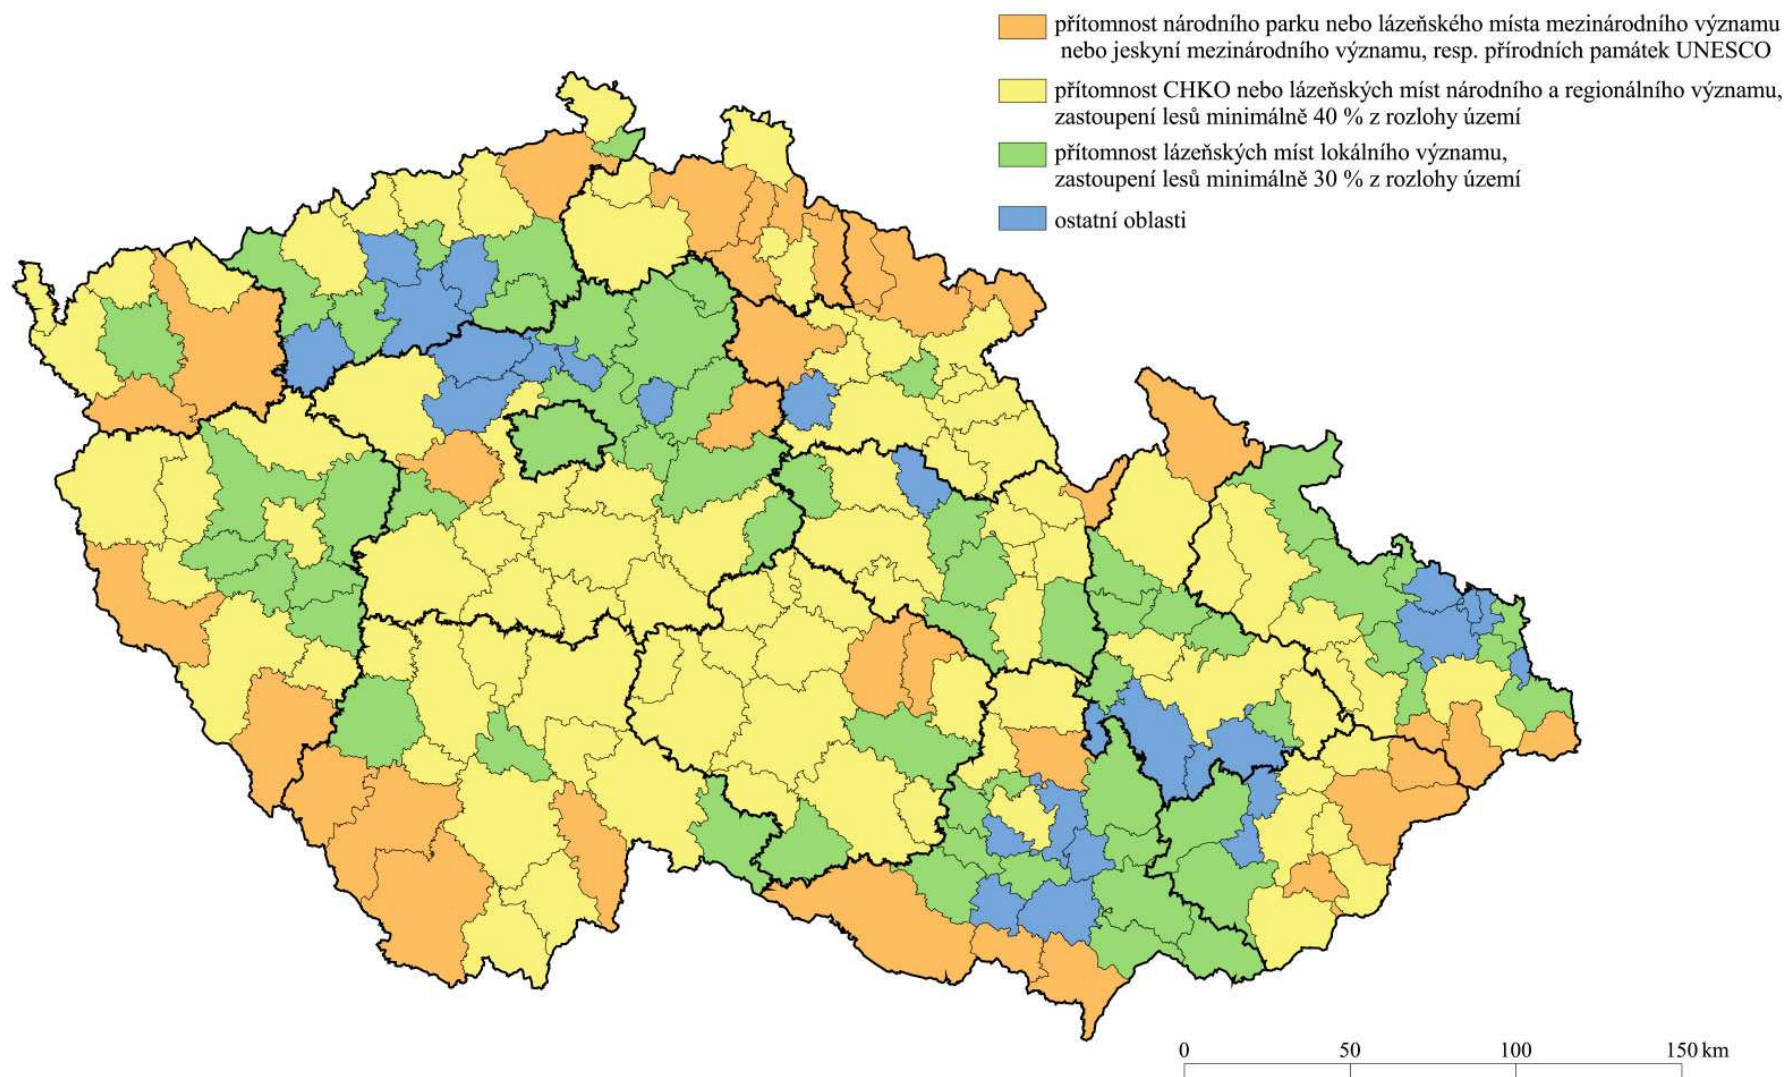 přítomnost národního parku nebo lázeňského místa mezinárodního významu
nebo jeskyní mezinárodního významu, resp. přírodních památek UNESCO
přítomnost CHKO nebo lázeňských míst národního a regionálního významu,
zastoupení lesů minimálně 40 % z rozlohy území
přítomnost lázeňských míst lokálního významu,
zastoupení lesů minimálně 30 % z rozlohy území
ostatní oblasti
0 50 100 150 km